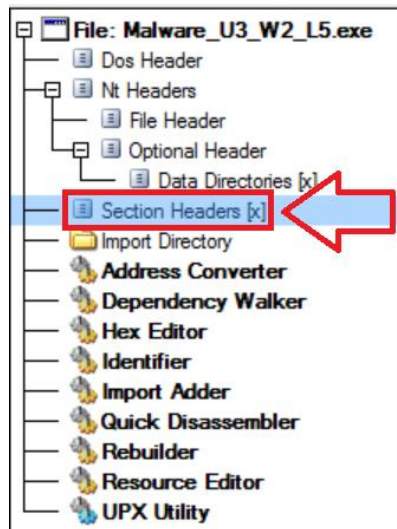 File: Malware_U3_W2_L5.exe
Dos Header
Nt Headers
File Header
Optional Header
Data Directories [x]
Section Headers [x]
Import Directory
Address Converter
Dependency Walker
Hex Editor
Identifier
Import Adder
Quick Disassembler
Rebuilder
Resource Editor
UPX Utility